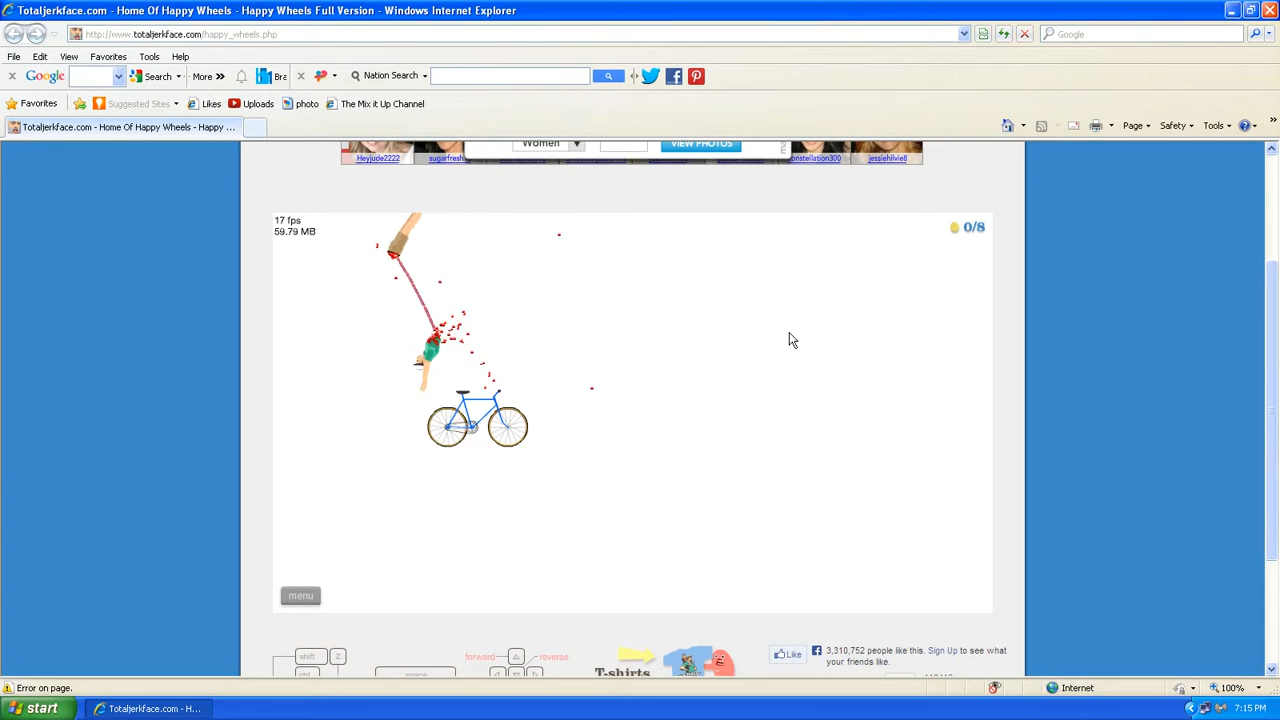 Totaljerkface.com - Home Of Happy Wheels - Happy Wheels Full Version - Windows Internet Explorer
http://www.totaljerkface.com/happy_wheels.php
Google
File Edit View Favorites Tools Help
Google Search More » Bra Nation Search
Favorites Suggested Sites Likes Uploads photo The Mix it Up Channel
Totaljerkface.com - Home Of Happy Wheels - Happy ...
Page Safety Tools
Women VIEW PHOTOS
Heyjude2222 sugarfresh constellation300 jessiehilvie8
17 fps
59.79 MB
0/8
menu
shift Z
forward reverse
T-shirts
Like 3,310,752 people like this. Sign Up to see what your friends like.
Error on page.
Internet
100%
start
Totaljerkface.com - H...
7:15 PM